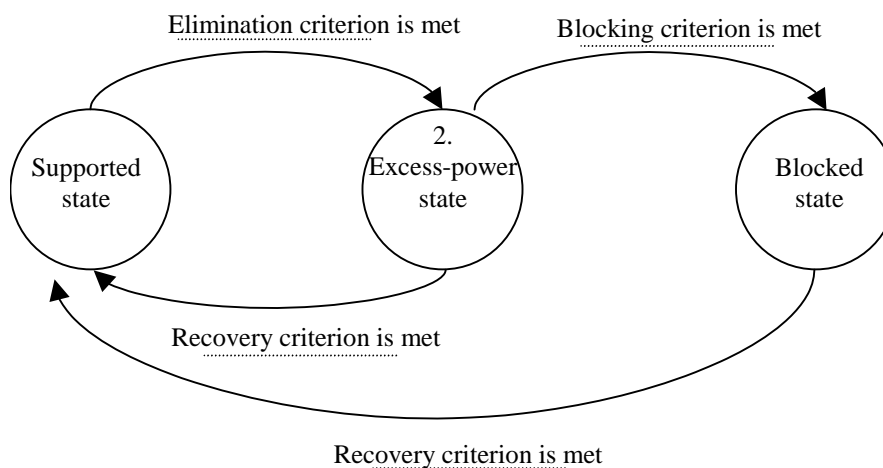 Elimination criterion is met
Blocking criterion is met
Supported
state
2.
Excess-power
state
Blocked
state
Recovery criterion is met
Recovery criterion is met